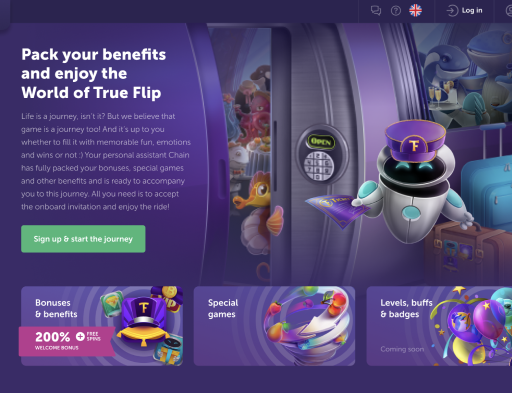 Log in
Pack your benefits
and enjoy the
World of True Flip
Life is a journey, isn't it? But we believe that
game is a journey too! And it's up to you
whether to fill it with memorable fun, emotions
and wins or not :) Your personal assistant Chain
has fully packed your bonuses, special games
and other benefits and is ready to accompany
you to this journey. All you need is to accept
the onboard invitation and enjoy the ride!
OPEN
Sign up & start the journey
Bonuses
& benefits
200% + FREE
SPINS
WELCOME BONUS
Special
games
Levels, buffs
& badges
Coming soon